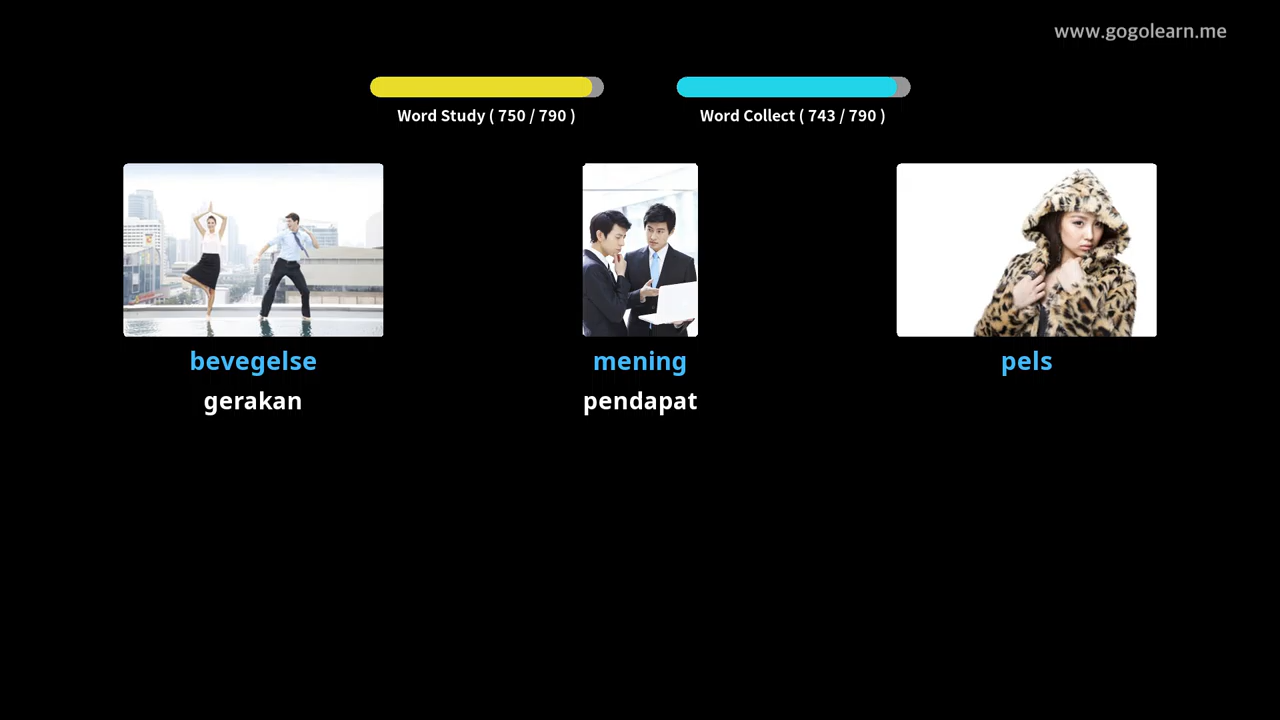 www.gogolearn.me
Word Study ( 750 / 790 )
Word Collect ( 743 / 790 )
bevegelse
gerakan
mening
pendapat
pels